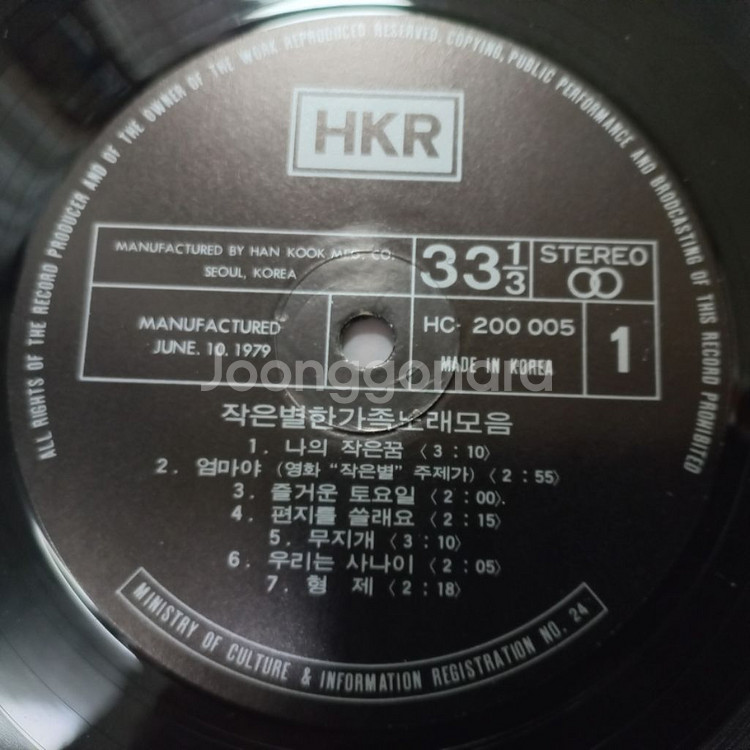 ALL RIGHTS OF THE RECORD PRODUCER AND OF THE OWNER OF THE WORK REPRODUCED RESERVED. COPYING, PUBLIC PERFORMANCE AND BRODCASTING OF THIS RECORD PROHIBITED
HKR
MANUFACTURED BY HAN KOOK M'FG. CO.
SEOUL, KOREA
33 1/3
STEREO
MANUFACTURED
JUNE. 10. 1979
HC- 200 005
MADE IN KOREA
1
Joonggonara
작은별한가족노래모음
1. 나의 작은꿈 〈3:10〉
2. 엄마야 (영화 “작은별” 주제가) 〈2:55〉
3. 즐거운 토요일 〈2:00〉.
4. 편지를 쓸래요 〈2:15〉
5. 무지개 〈3:10〉
6. 우리는 사나이 〈2:05〉
7. 형 제 〈2:18〉
MINISTRY OF CULTURE & INFORMATION REGISTRATION NO. 24